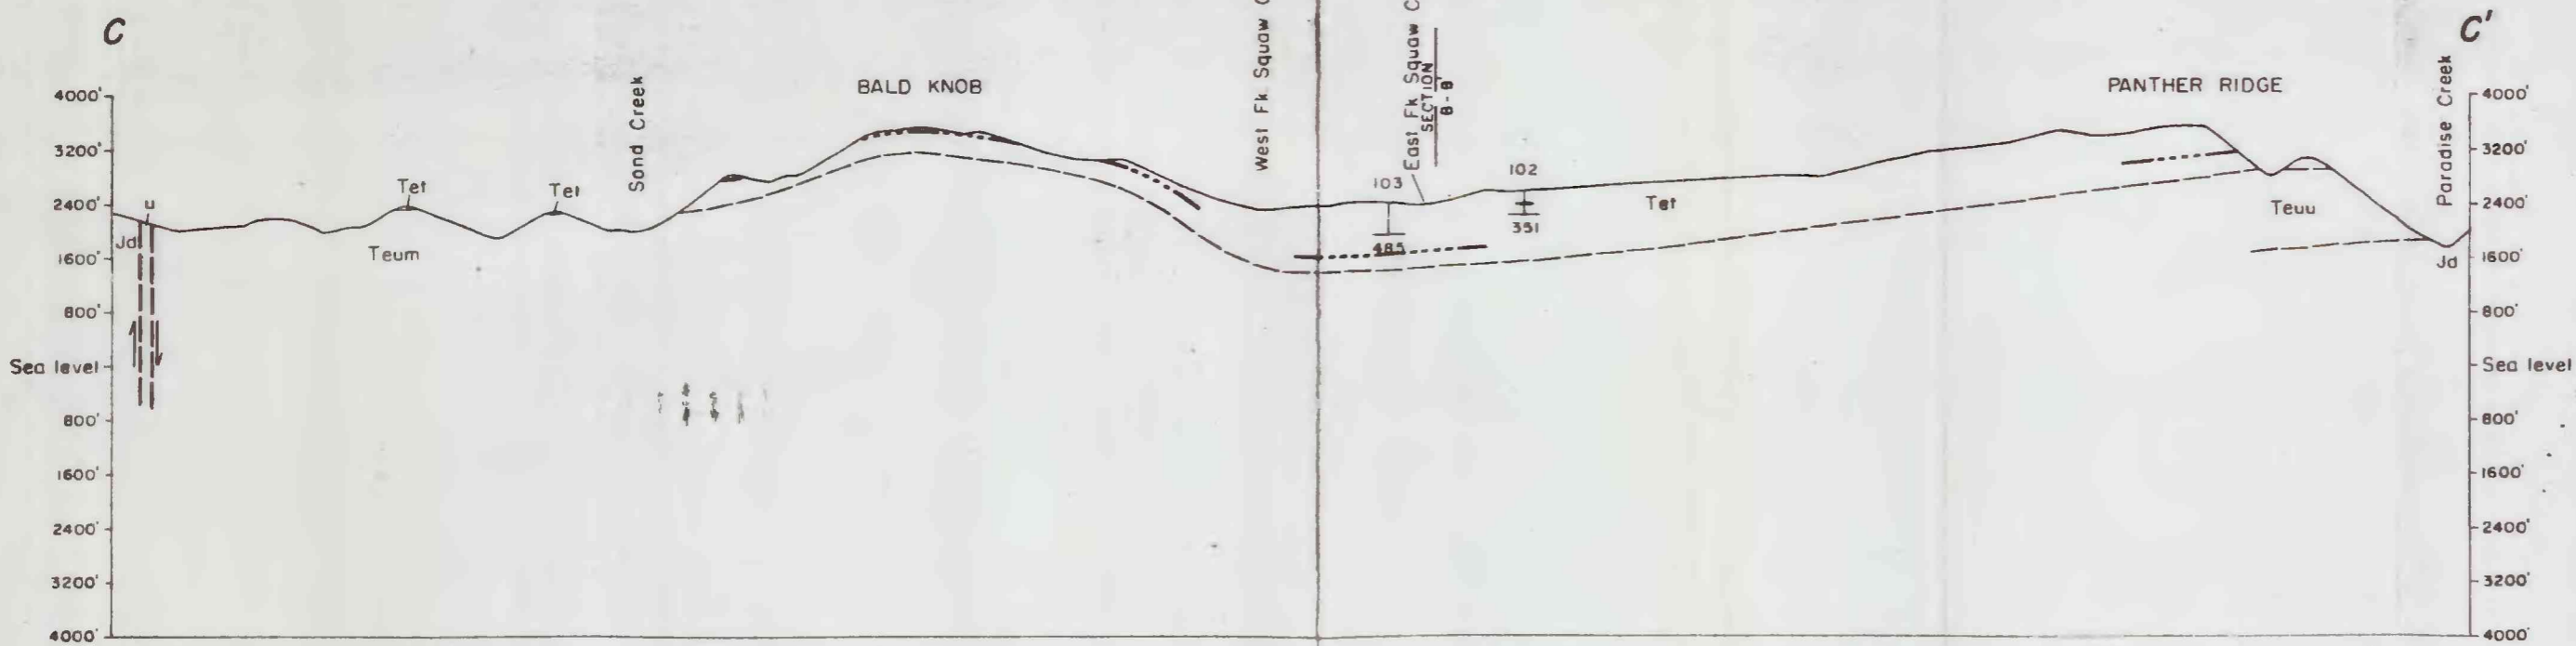 C
C'
BALD KNOB
PANTHER RIDGE
Sand Creek
West Fk Squaw C
East Fk Squaw C
SECTION
B-B'
Paradise Creek
4000'
3200'
2400'
1600'
800'
Sea level
800'
1600'
2400'
3200'
4000'
Jd
u
Tet
Teum
Tet
103
485
102
351
Tet
Teuu
Jd
4000'
3200'
2400'
1600'
800'
Sea level
800'
1600'
2400'
3200'
4000'